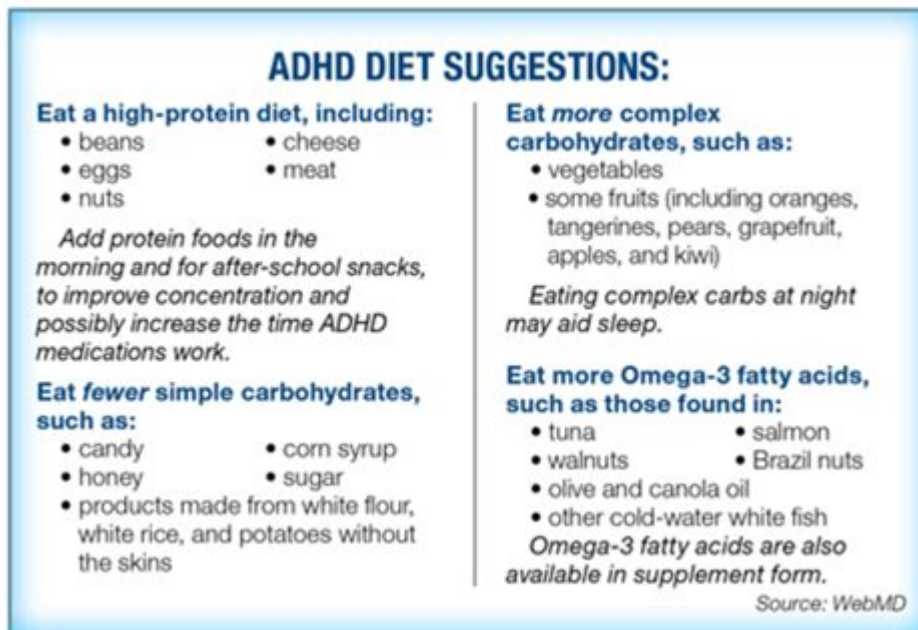 ADHD DIET SUGGESTIONS:
Eat a high-protein diet, including:
• beans • cheese
• eggs • meat
• nuts
Add protein foods in the
morning and for after-school snacks,
to improve concentration and
possibly increase the time ADHD
medications work.
Eat fewer simple carbohydrates,
such as:
• candy • corn syrup
• honey • sugar
• products made from white flour,
white rice, and potatoes without
the skins
Eat more complex
carbohydrates, such as:
• vegetables
• some fruits (including oranges,
tangerines, pears, grapefruit,
apples, and kiwi)
Eating complex carbs at night
may aid sleep.
Eat more Omega-3 fatty acids,
such as those found in:
• tuna • salmon
• walnuts • Brazil nuts
• olive and canola oil
• other cold-water white fish
Omega-3 fatty acids are also
available in supplement form.
Source: WebMD